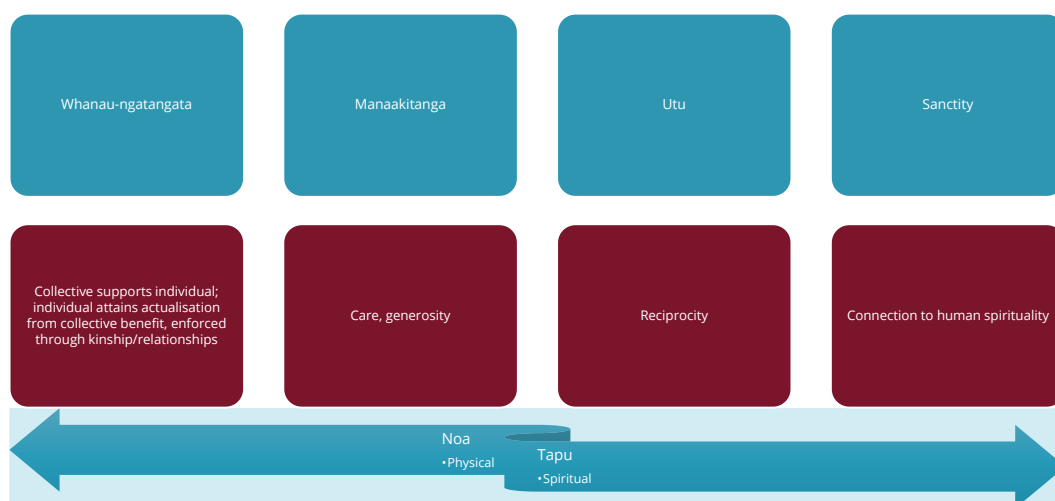 Whanau-ngatangata
Manaakitanga
Utu
Sanctity
Collective supports individual;
individual attains actualisation
from collective benefit, enforced
through kinship/relationships
Care, generosity
Reciprocity
Connection to human spirituality
Noa
•Physical
Tapu
•Spiritual